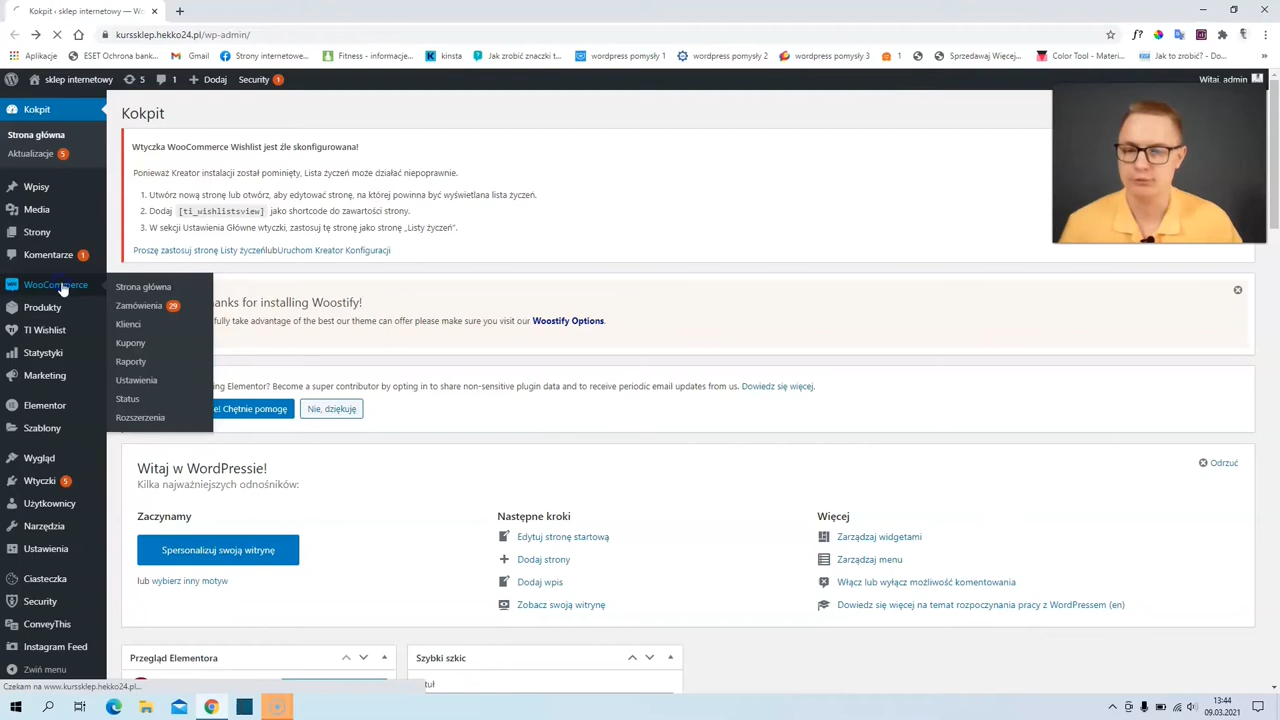 Kokpit ‹ sklep internetowy — Wo
kurssklep.hekko24.pl/wp-admin/
Aplikacje
ESET Ochrona bank...
Gmail
Strony internetowe...
Fitness - informacje...
kinsta
Jak zrobić znaczki t...
wordpress pomysły 1
wordpress pomysły 2
wordpress pomysły 3
1
Sprzedawaj Więcej...
Color Tool - Materi...
Jak zrobić? - Do...
sklep internetowy
5
1
Dodaj
Security 1
Witaj, admin
Kokpit
Strona główna
Aktualizacje 5
Wpisy
Media
Strony
Komentarze 1
WooCommerce
Produkty
TI Wishlist
Statystyki
Marketing
Elementor
Szablony
Wygląd
Wtyczki 5
Użytkownicy
Narzędzia
Ustawienia
Ciasteczka
Security
ConveyThis
Instagram Feed
Zwiń menu
Strona główna
Zamówienia 29
Klienci
Kupony
Raporty
Ustawienia
Status
Rozszerzenia
Kokpit
Wtyczka WooCommerce Wishlist jest źle skonfigurowana!
Ponieważ Kreator instalacji został pominięty, Lista życzeń może działać niepoprawnie.
1. Utwórz nową stronę lub otwórz, aby edytować stronę, na której powinna być wyświetlana lista życzeń.
2. Dodaj [ti_wishlistsview] jako shortcode do zawartości strony.
3. W sekcji Ustawienia Główne wtyczki, zastosuj tę stronę jako stronę „Listy życzeń”.
Proszę zastosuj stronę Listy życzeńlubUruchom Kreator Konfiguracji
hanks for installing Woostify!
fully take advantage of the best our theme can offer please make sure you visit our Woostify Options.
ing Elementor? Become a super contributor by opting in to share non-sensitive plugin data and to receive periodic email updates from us. Dowiedz się więcej.
e! Chętnie pomogę
Nie, dziękuję
Witaj w WordPressie!
Kilka najważniejszych odnośników:
Odrzuć
Zaczynamy
Spersonalizuj swoją witrynę
lub wybierz inny motyw
Następne kroki
Edytuj stronę startową
Dodaj strony
Dodaj wpis
Zobacz swoją witrynę
Więcej
Zarządzaj widgetami
Zarządzaj menu
Włącz lub wyłącz możliwość komentowania
Dowiedz się więcej na temat rozpoczynania pracy z WordPressem (en)
Przegląd Elementora
Szybki szkic
tuł
Czekam na www.kurssklep.hekko24.pl...
13:44
09.03.2021